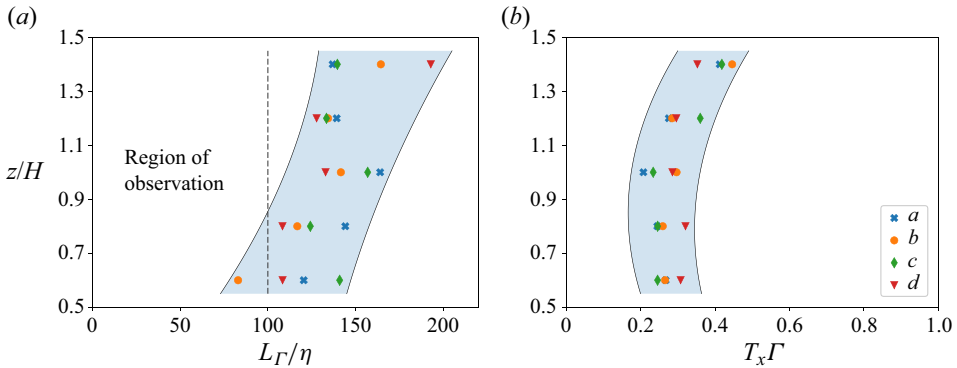 (a)
(b)
1.5
1.3
1.1
0.9
0.7
0.5
z/H
Region of
observation
0
50
100
150
200
L_Γ/η
1.5
1.3
1.1
0.9
0.7
0.5
a
b
c
d
0
0.2
0.4
0.6
0.8
1.0
T_xΓ